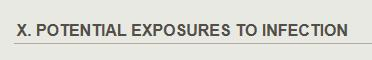 X. POTENTIAL EXPOSURES TO INFECTION